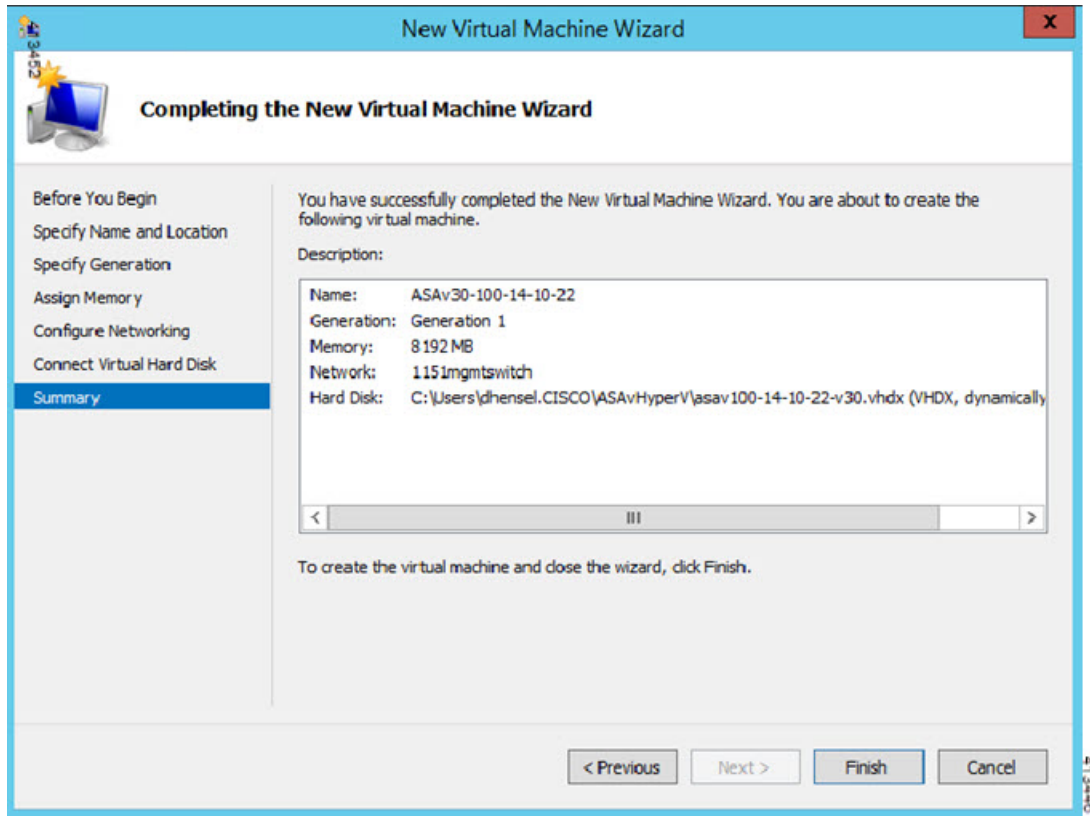 New Virtual Machine Wizard
X
Completing the New Virtual Machine Wizard
Before You Begin
Specify Name and Location
Specify Generation
Assign Memory
Configure Networking
Connect Virtual Hard Disk
Summary
You have successfully completed the New Virtual Machine Wizard. You are about to create the
following virtual machine.
Description:
Name: ASAv30-100-14-10-22
Generation: Generation 1
Memory: 8192 MB
Network: 1151mgmtswitch
Hard Disk: C:\Users\dhensel.CISCO\ASAvHyperV\asav100-14-10-22-v30.vhdx (VHDX, dynamically
To create the virtual machine and close the wizard, click Finish.
< Previous
Next >
Finish
Cancel